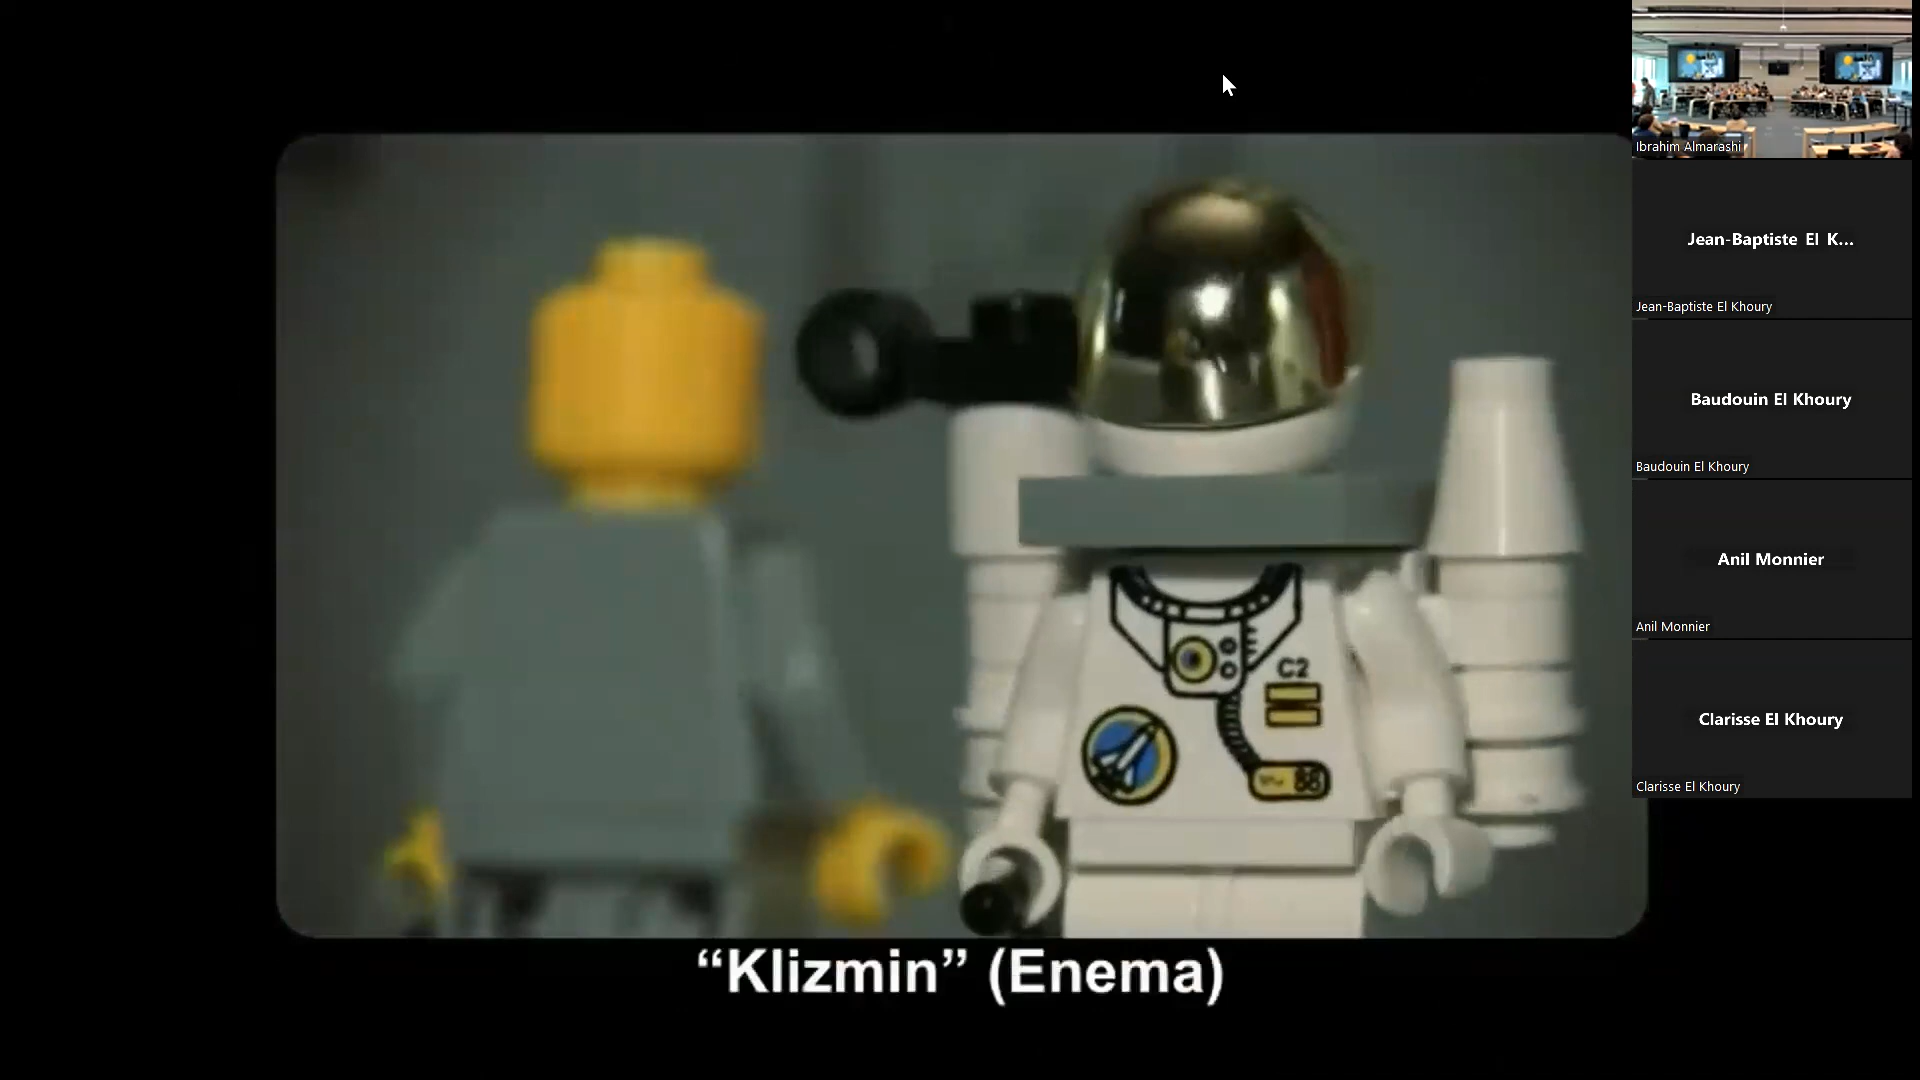 C2
“Klizmin” (Enema)
Ibrahim Almarashi
Jean-Baptiste El K...
Jean-Baptiste El Khoury
Baudouin El Khoury
Baudouin El Khoury
Anil Monnier
Anil Monnier
Clarisse El Khoury
Clarisse El Khoury